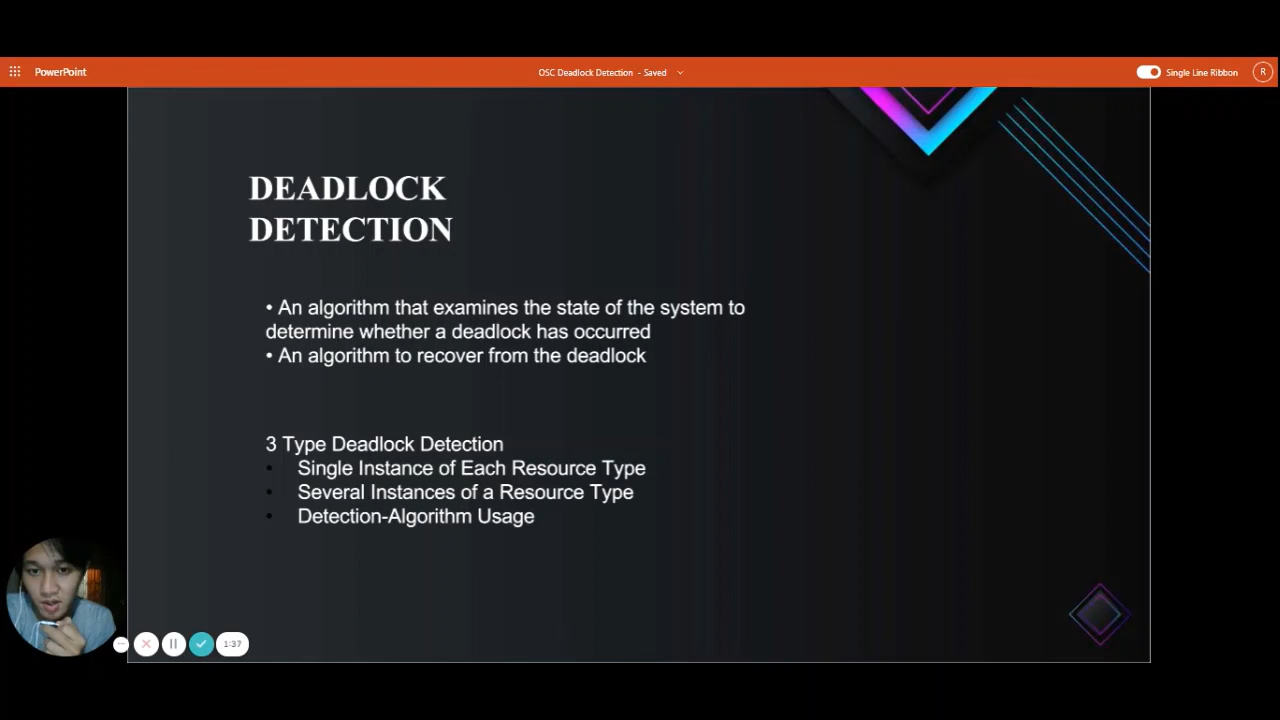 PowerPoint
OSC Deadlock Detection - Saved
Single Line Ribbon
R
DEADLOCK
DETECTION
• An algorithm that examines the state of the system to
determine whether a deadlock has occurred
• An algorithm to recover from the deadlock
3 Type Deadlock Detection
• Single Instance of Each Resource Type
• Several Instances of a Resource Type
• Detection-Algorithm Usage
1:37